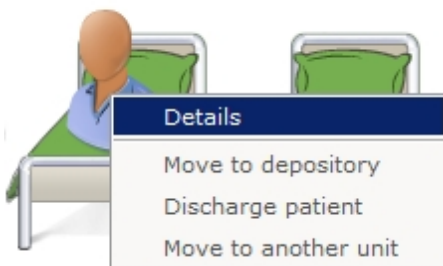 Details
Move to depository
Discharge patient
Move to another unit